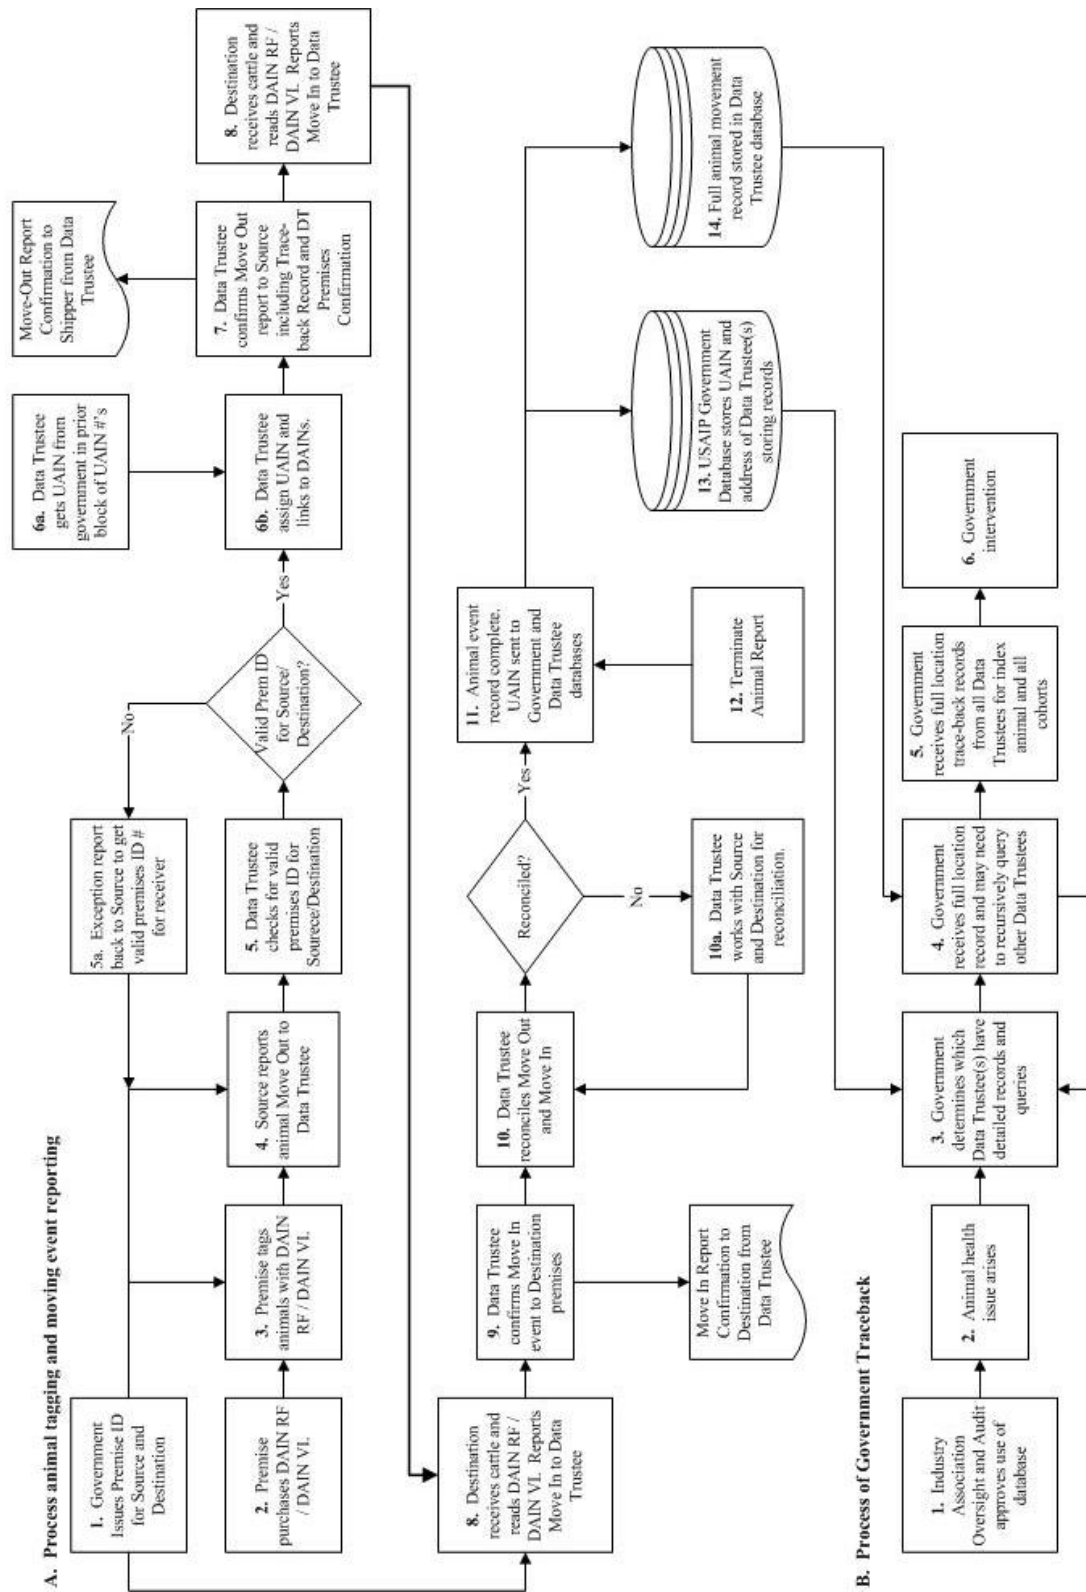 A. Process animal tagging and moving event reporting
1. Government
Issues Premise ID
for Source and
Destination
2. Premise
purchases DAIN RF
/ DAIN VI.
3. Premise tags
animals with DAIN
RF / DAIN VI.
4. Source reports
animal Move Out to
Data Trustee
5a. Exception report
back to Source to get
valid premises ID #
for receiver
5. Data Trustee
checks for valid
premises ID for
Sourece/Destination
No
Valid Prem ID
for Source/
Destination?
Yes
6a. Data Trustee
gets UAIN from
government in prior
block of UAIN #'s
6b. Data Trustee
assign UAIN and
links to DAINs.
Move-Out Report
Confirmation to
Shipper from Data
Trustee
7. Data Trustee
confirms Move Out
report to Source
including Trace-
back Record and DT
Premises
Confirmation
8. Destination
receives cattle and
reads DAIN RF /
DAIN VI. Reports
Move In to Data
Trustee
8. Destination
receives cattle and
reads DAIN RF /
DAIN VI. Reports
Move In to Data
Trustee
9. Data Trustee
confirms Move In
event to Destination
premises
Move In Report
Confirmation to
Destination from
Data Trustee
10. Data Trustee
reconciles Move Out
and Move In
Reconciled?
Yes
No
10a. Data Trustee
works with Source
and Destination for
reconciliation.
11. Animal event
record complete.
UAIN sent to
Government and
Data Trustee
databases
12. Terminate
Animal Report
13. USAIP Government
Database stores UAIN and
address of Data Trustee(s)
storing records
14. Full animal movement
record stored in Data
Trustee database
B. Process of Government Traceback
1. Industry
Association
Oversight and Audit
approves use of
database
2. Animal health
issue arises
3. Government
determines which
Data Trustee(s) have
detailed records and
queries
4. Government
receives full location
record and may need
to recursively query
other Data Trustees
5. Government
receives full location
trace-back records
from all Data
Trustees for index
animal and all
cohorts
6. Government
intervention